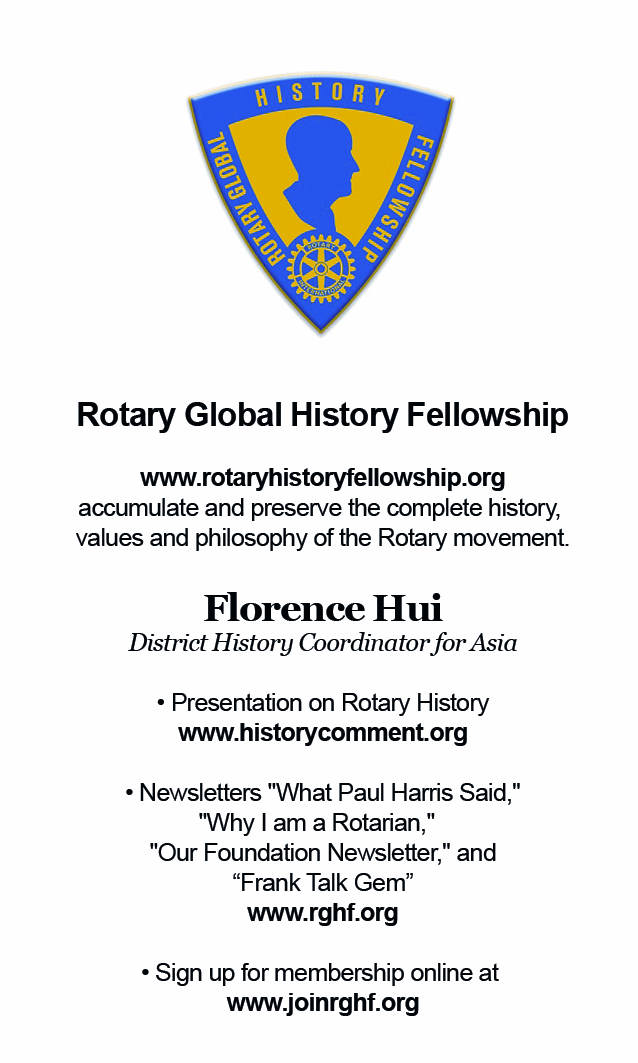 HISTORY
ROTARY GLOBAL
FELLOWSHIP
ROTARY
INTERNATIONAL
Rotary Global History Fellowship
www.rotaryhistoryfellowship.org
accumulate and preserve the complete history,
values and philosophy of the Rotary movement.
Florence Hui
District History Coordinator for Asia
• Presentation on Rotary History
www.historycomment.org
• Newsletters "What Paul Harris Said,"
"Why I am a Rotarian,"
"Our Foundation Newsletter," and
“Frank Talk Gem”
www.rghf.org
• Sign up for membership online at
www.joinrghf.org